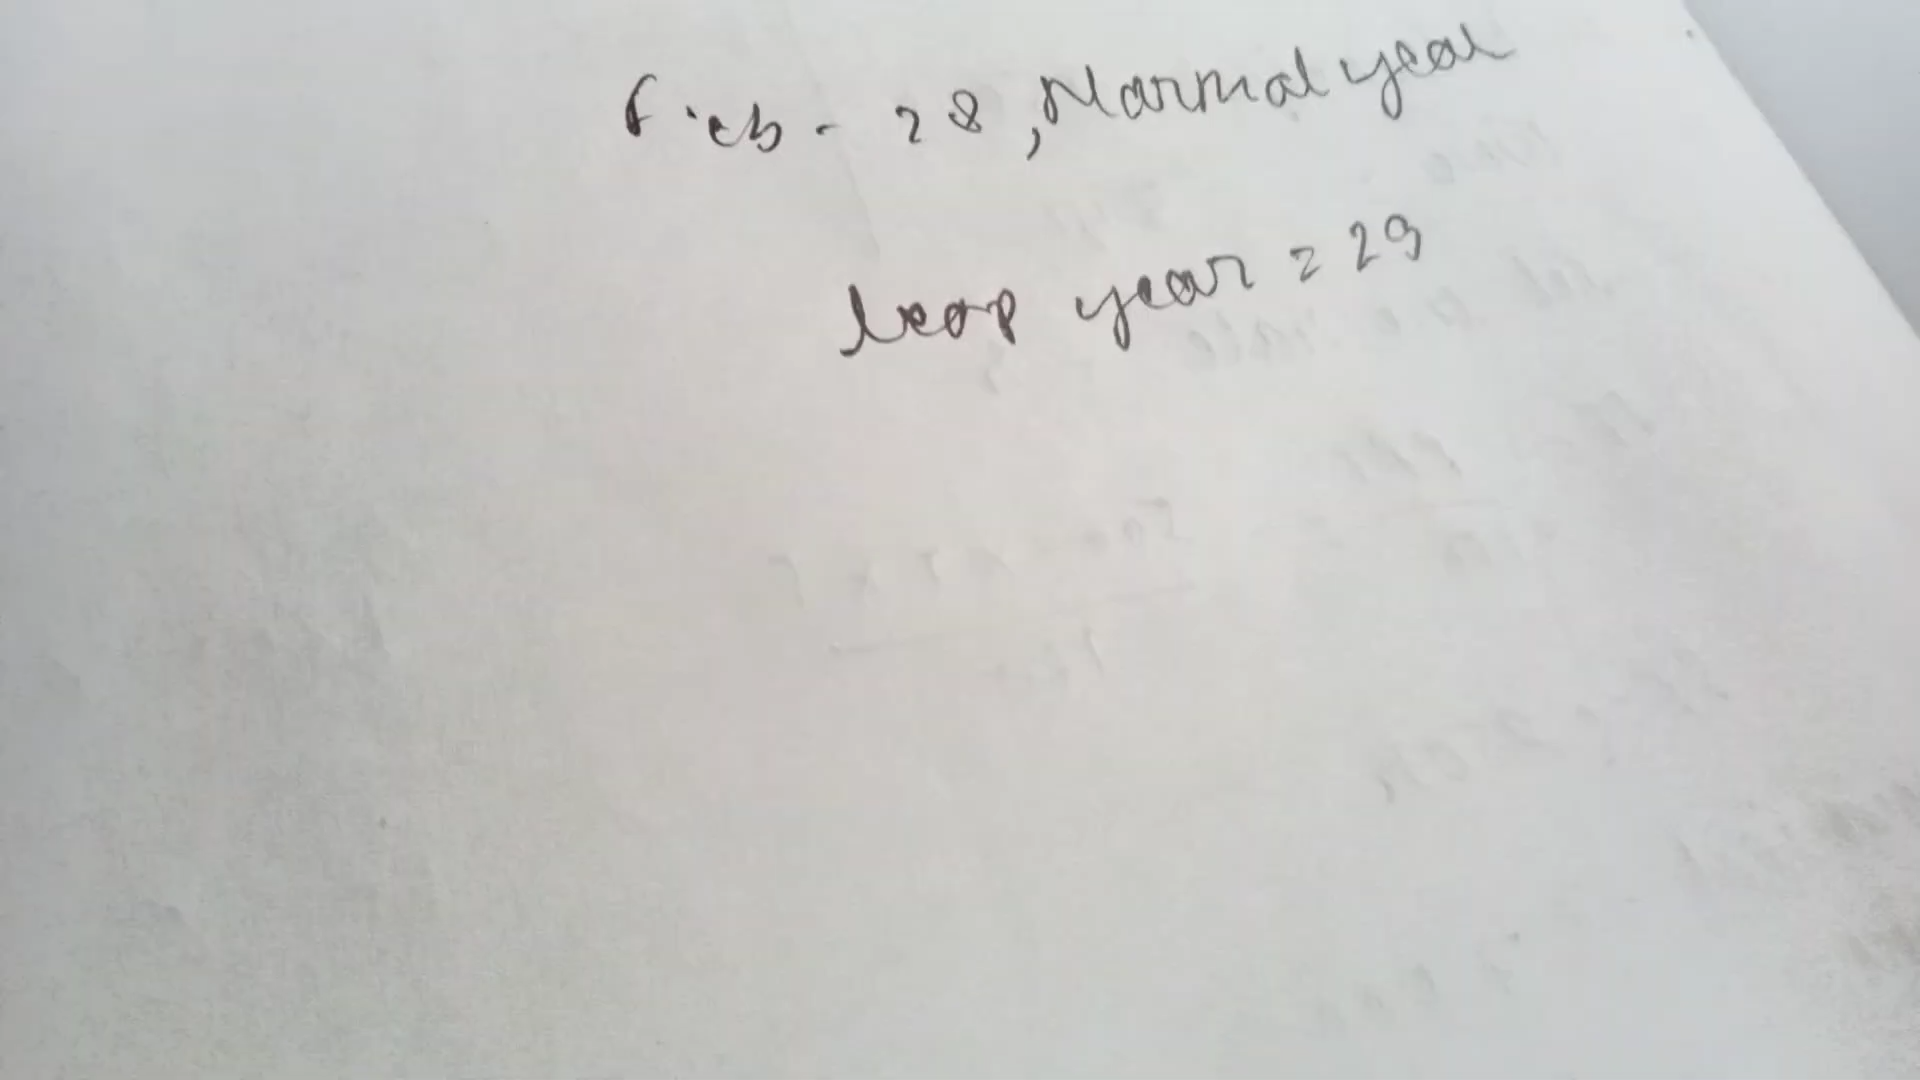 Feb - 28, Normal year
leap year = 29